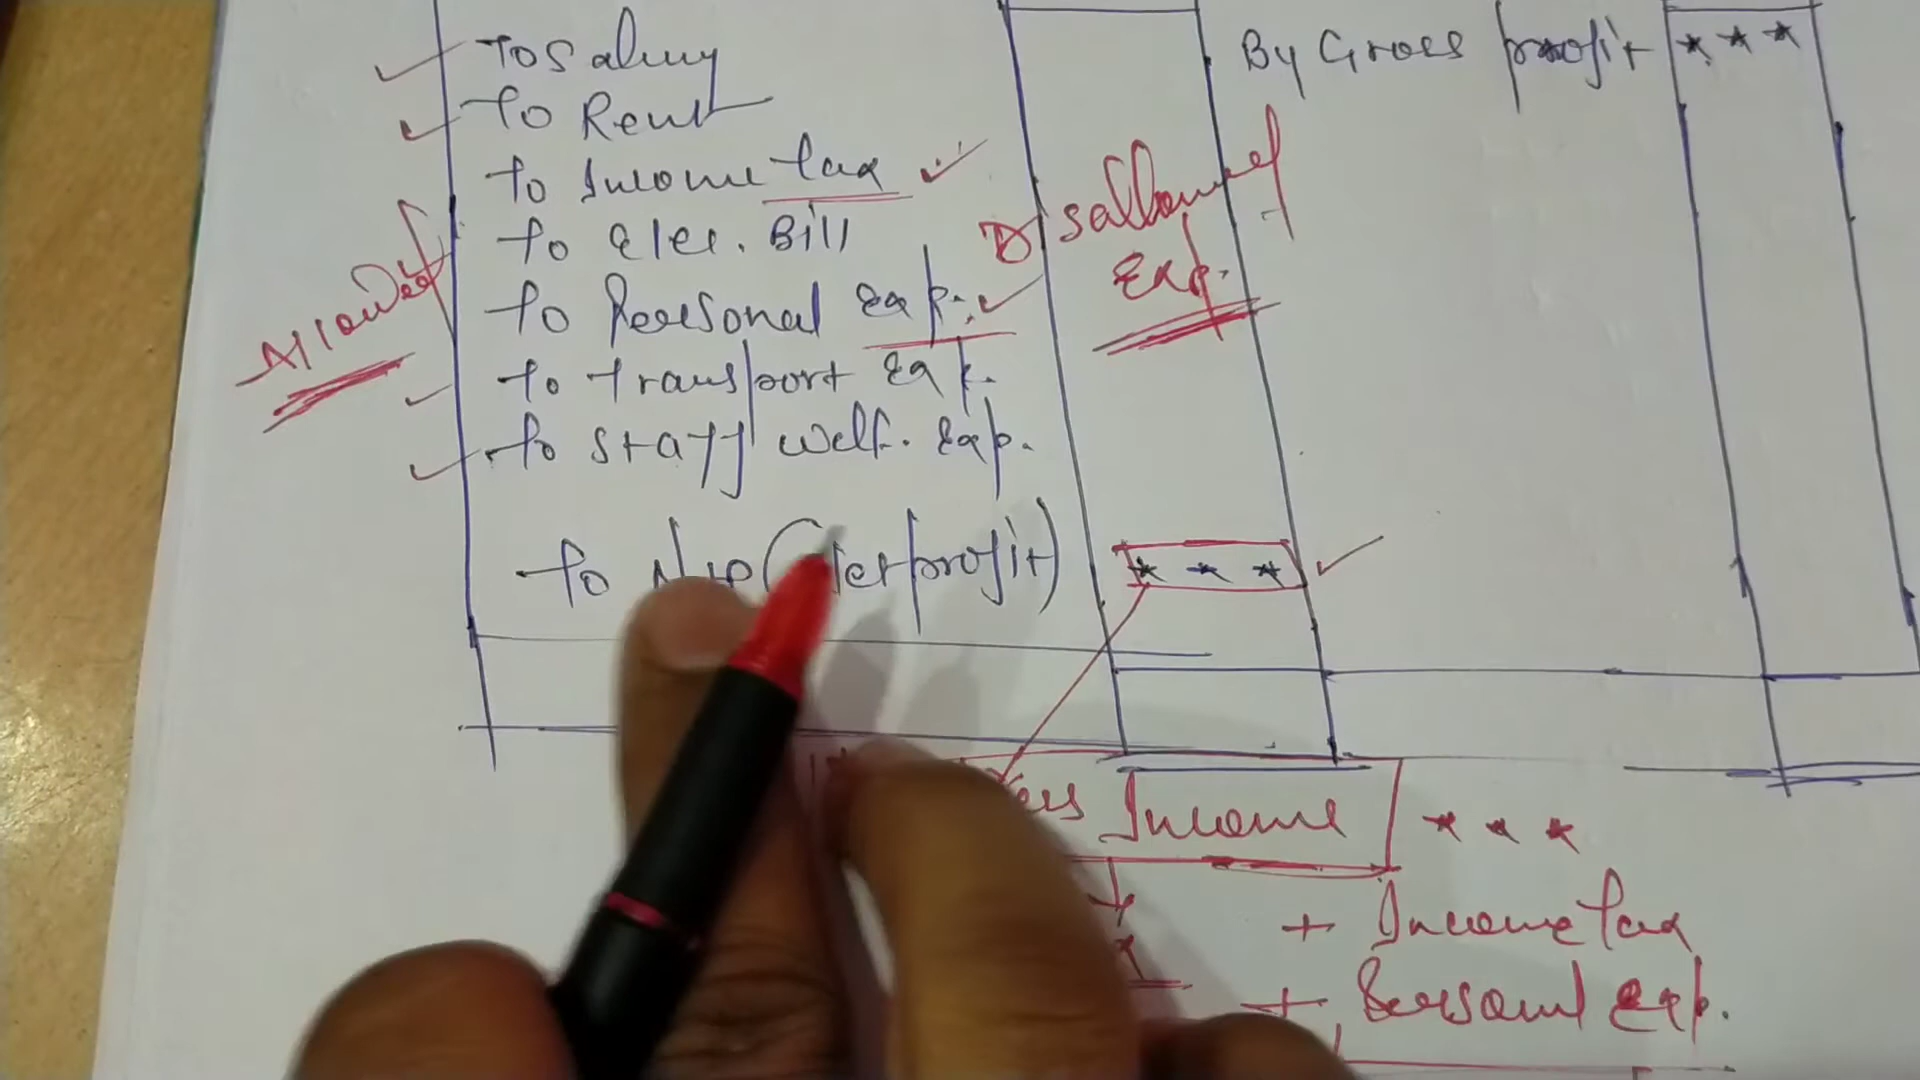 To Salary
To Rent
To Income tax
To Elec. Bill
To Personal Exp.
To transport Exp.
To staff welf. Exp.
To N.P (Net profit) * * *
Allowed
Disallowed
Exp.
By Gross profit * * *
Income * * *
+ Income tax
+ Personal Exp.